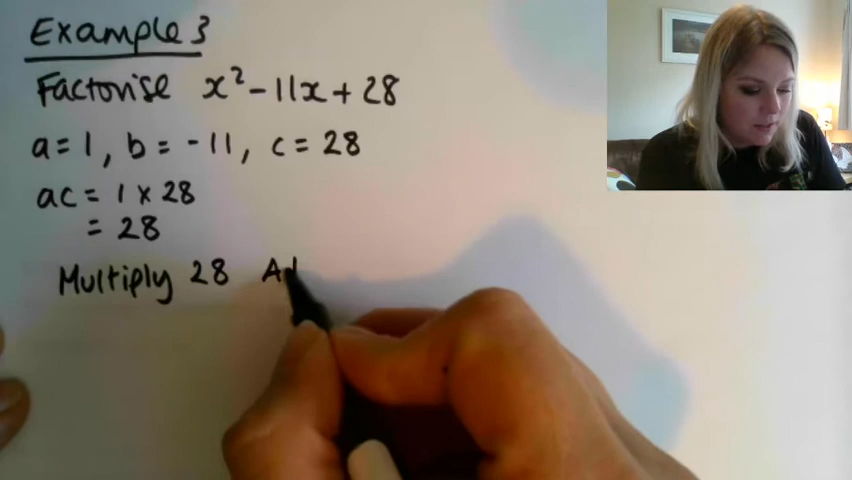 Example 3
Factorise x² - 11x + 28
a = 1, b = -11, c = 28
ac = 1 x 28
= 28
Multiply 28